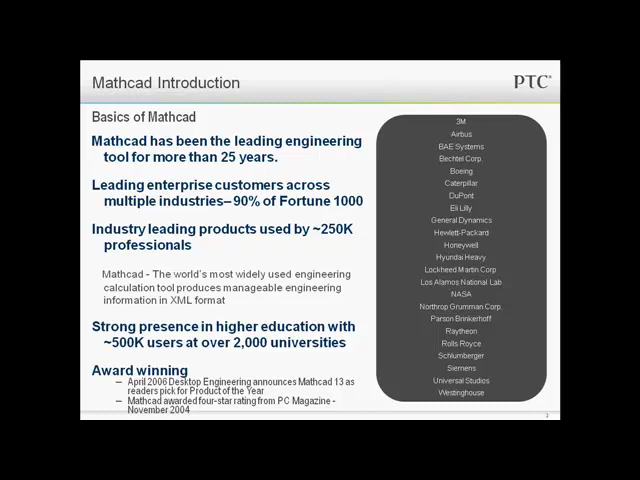 Mathcad Introduction
PTC®
Basics of Mathcad
Mathcad has been the leading engineering
tool for more than 25 years.
Leading enterprise customers across
multiple industries– 90% of Fortune 1000
Industry leading products used by ~250K
professionals
Mathcad - The world's most widely used engineering
calculation tool produces manageable engineering
information in XML format
Strong presence in higher education with
~500K users at over 2,000 universities
Award winning
– April 2006 Desktop Engineering announces Mathcad 13 as
readers pick for Product of the Year
– Mathcad awarded four-star rating from PC Magazine -
November 2004
3M
Airbus
BAE Systems
Bechtel Corp.
Boeing
Caterpillar
DuPont
Eli Lilly
General Dynamics
Hewlett-Packard
Honeywell
Hyundai Heavy
Lockheed Martin Corp
Los Alamos National Lab
NASA
Northrop Grumman Corp.
Parson Brinkerhoff
Raytheon
Rolls Royce
Schlumberger
Siemens
Universal Studios
Westinghouse